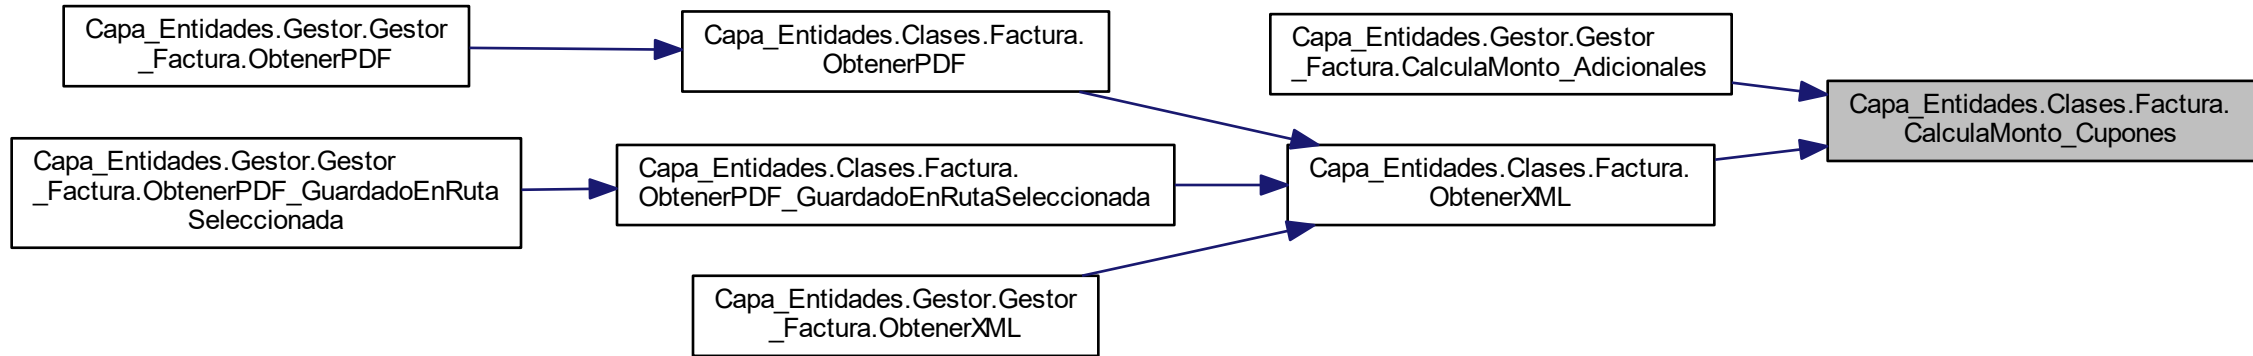 Capa_Entidades.Gestor.Gestor
_Factura.ObtenerPDF
Capa_Entidades.Clases.Factura.
ObtenerPDF
Capa_Entidades.Gestor.Gestor
_Factura.CalculaMonto_Adicionales
Capa_Entidades.Clases.Factura.
CalculaMonto_Cupones
Capa_Entidades.Gestor.Gestor
_Factura.ObtenerPDF_GuardadoEnRuta
Seleccionada
Capa_Entidades.Clases.Factura.
ObtenerPDF_GuardadoEnRutaSeleccionada
Capa_Entidades.Clases.Factura.
ObtenerXML
Capa_Entidades.Gestor.Gestor
_Factura.ObtenerXML